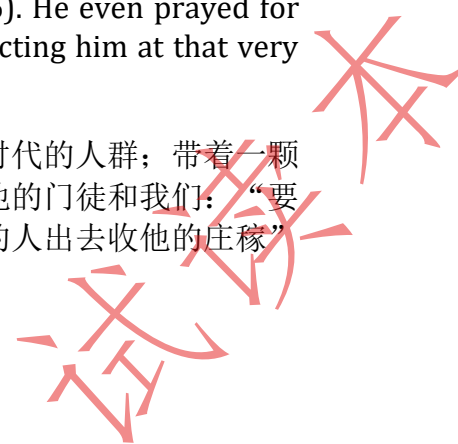 ). He even prayed for
cting him at that very
时代的人群；带着一颗
的门徒和我们：“要
的人出去收他的庄稼”
试读本